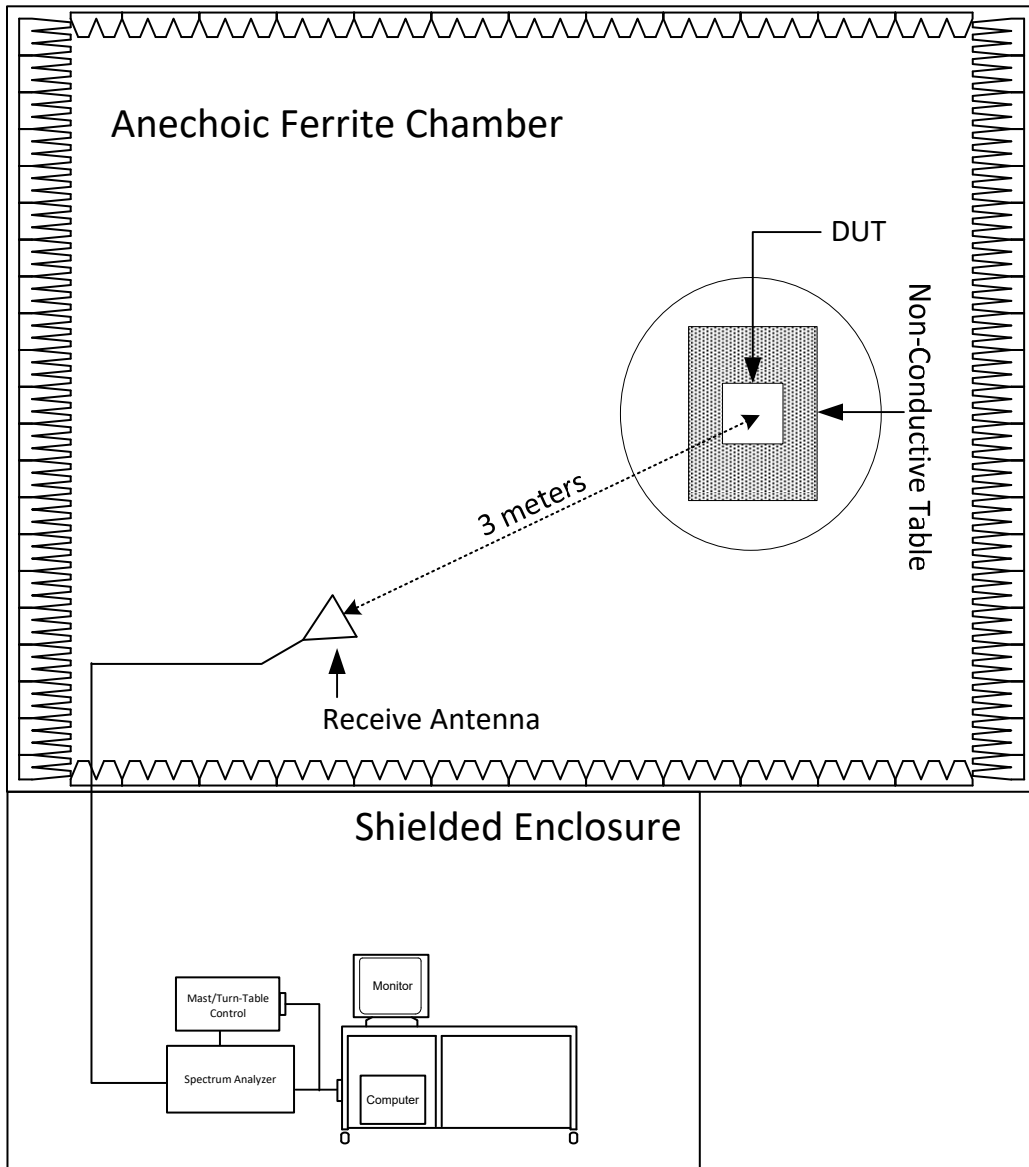 Anechoic Ferrite Chamber
DUT
Non-Conductive Table
3 meters
Receive Antenna
Shielded Enclosure
Monitor
Mast/Turn-Table
Control
Spectrum Analyzer
Computer